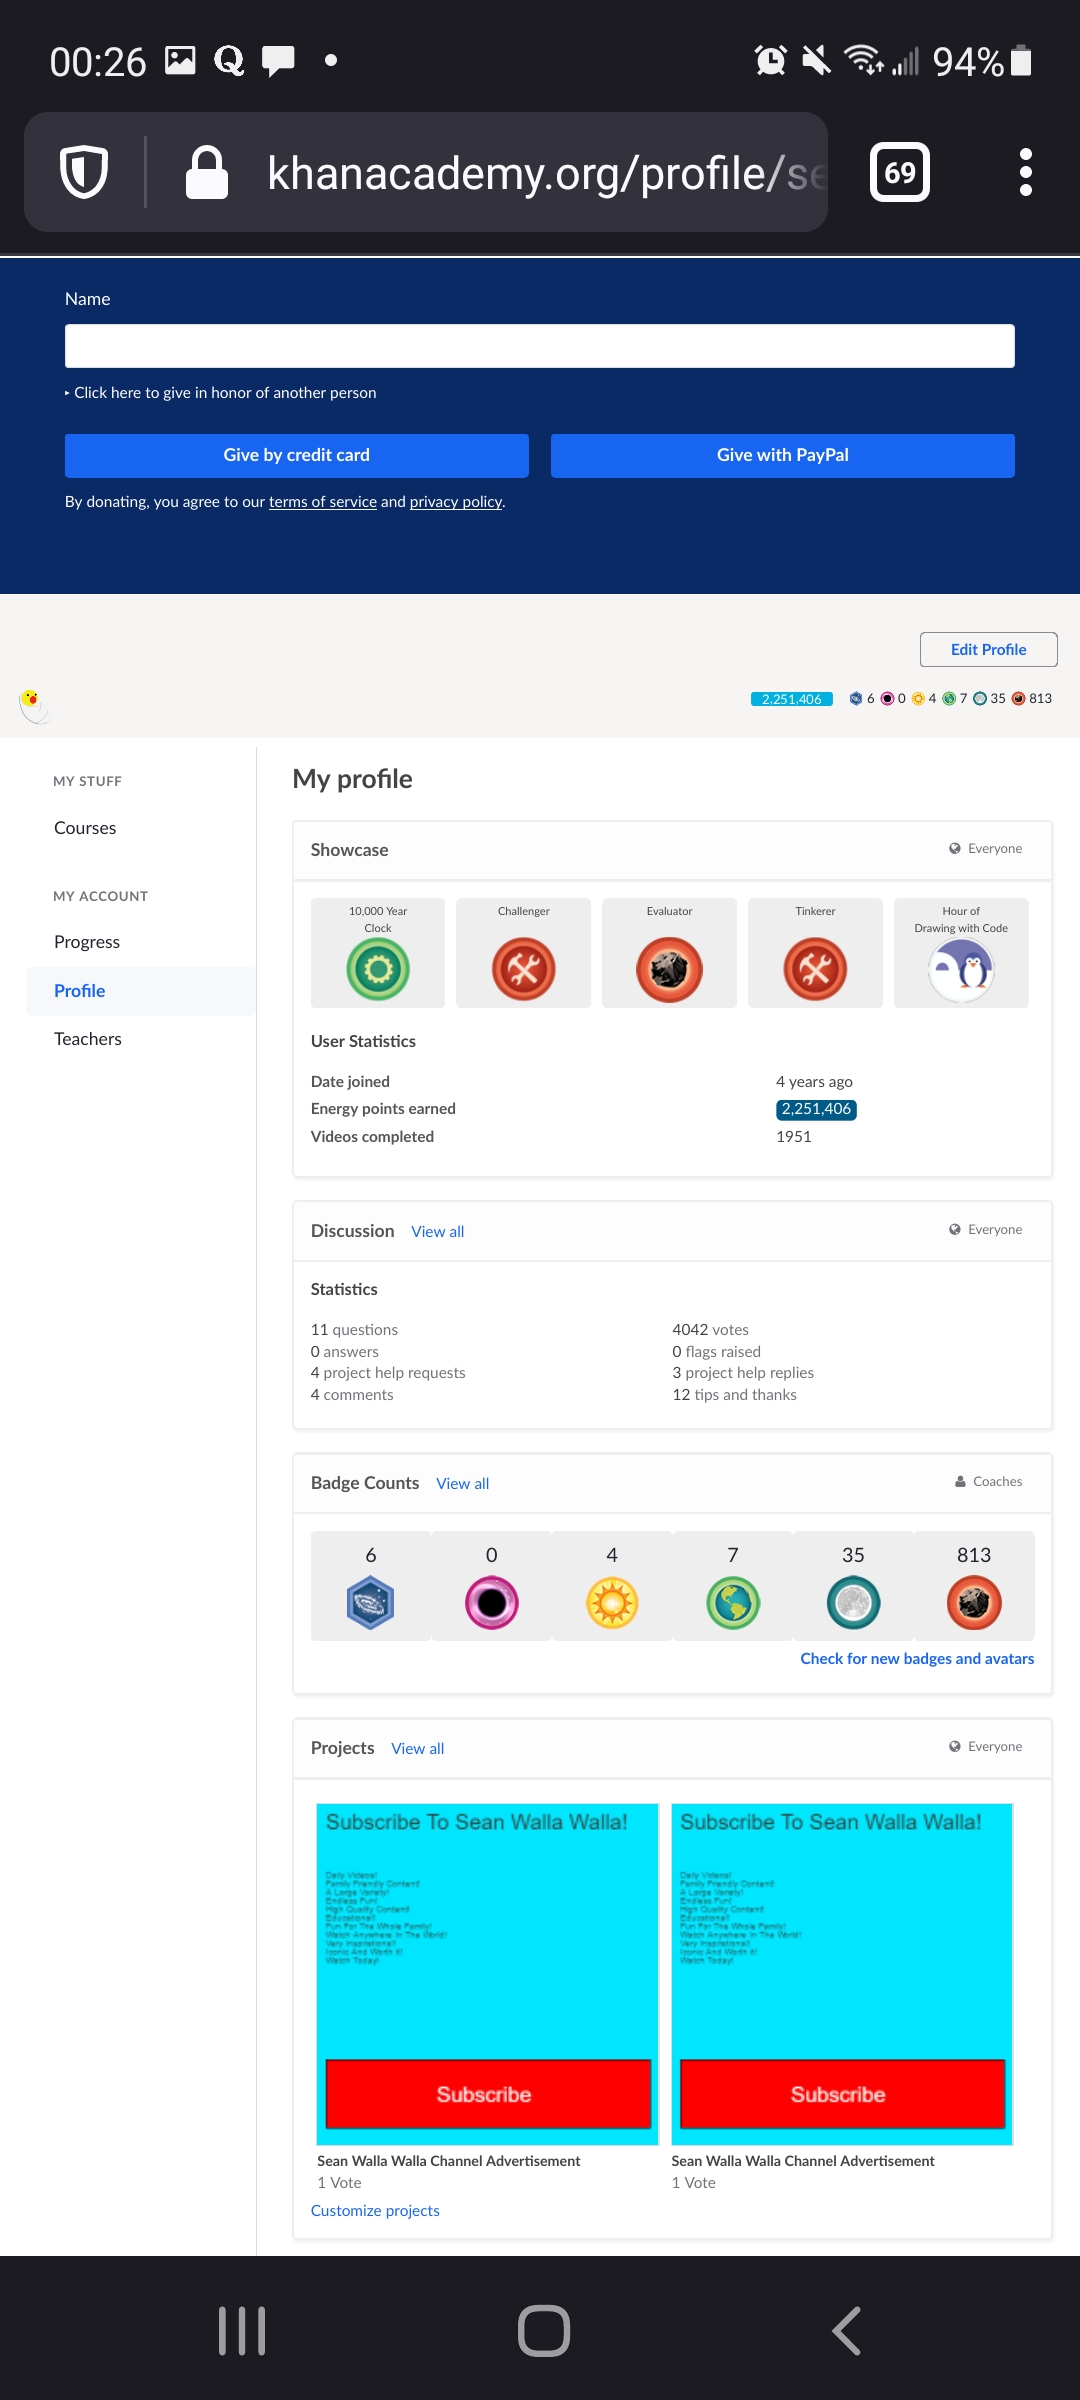 00:26
94%
khanacademy.org/profile/se
69
Name
‣ Click here to give in honor of another person
Give by credit card
Give with PayPal
By donating, you agree to our terms of service and privacy policy.
Edit Profile
2,251,406 6 0 4 7 35 813
MY STUFF
Courses
MY ACCOUNT
Progress
Profile
Teachers
My profile
Showcase
Everyone
10,000 Year
Clock
Challenger
Evaluator
Tinkerer
Hour of
Drawing with Code
User Statistics
Date joined 4 years ago
Energy points earned 2,251,406
Videos completed 1951
Discussion View all
Everyone
Statistics
11 questions
0 answers
4 project help requests
4 comments
4042 votes
0 flags raised
3 project help replies
12 tips and thanks
Badge Counts View all
Coaches
6 0 4 7 35 813
Check for new badges and avatars
Projects View all
Everyone
Subscribe To Sean Walla Walla!
Daily Videos!
Family Friendly Content!
A Large Variety!
Endless Fun!
High Quality Content!
Educational!
Fun For The Whole Family!
Watch Anywhere In The World!
Very Inspirational!
Iconic And Worth It!
Watch Today!
Subscribe
Sean Walla Walla Channel Advertisement
1 Vote
Subscribe To Sean Walla Walla!
Daily Videos!
Family Friendly Content!
A Large Variety!
Endless Fun!
High Quality Content!
Educational!
Fun For The Whole Family!
Watch Anywhere In The World!
Very Inspirational!
Iconic And Worth It!
Watch Today!
Subscribe
Sean Walla Walla Channel Advertisement
1 Vote
Customize projects